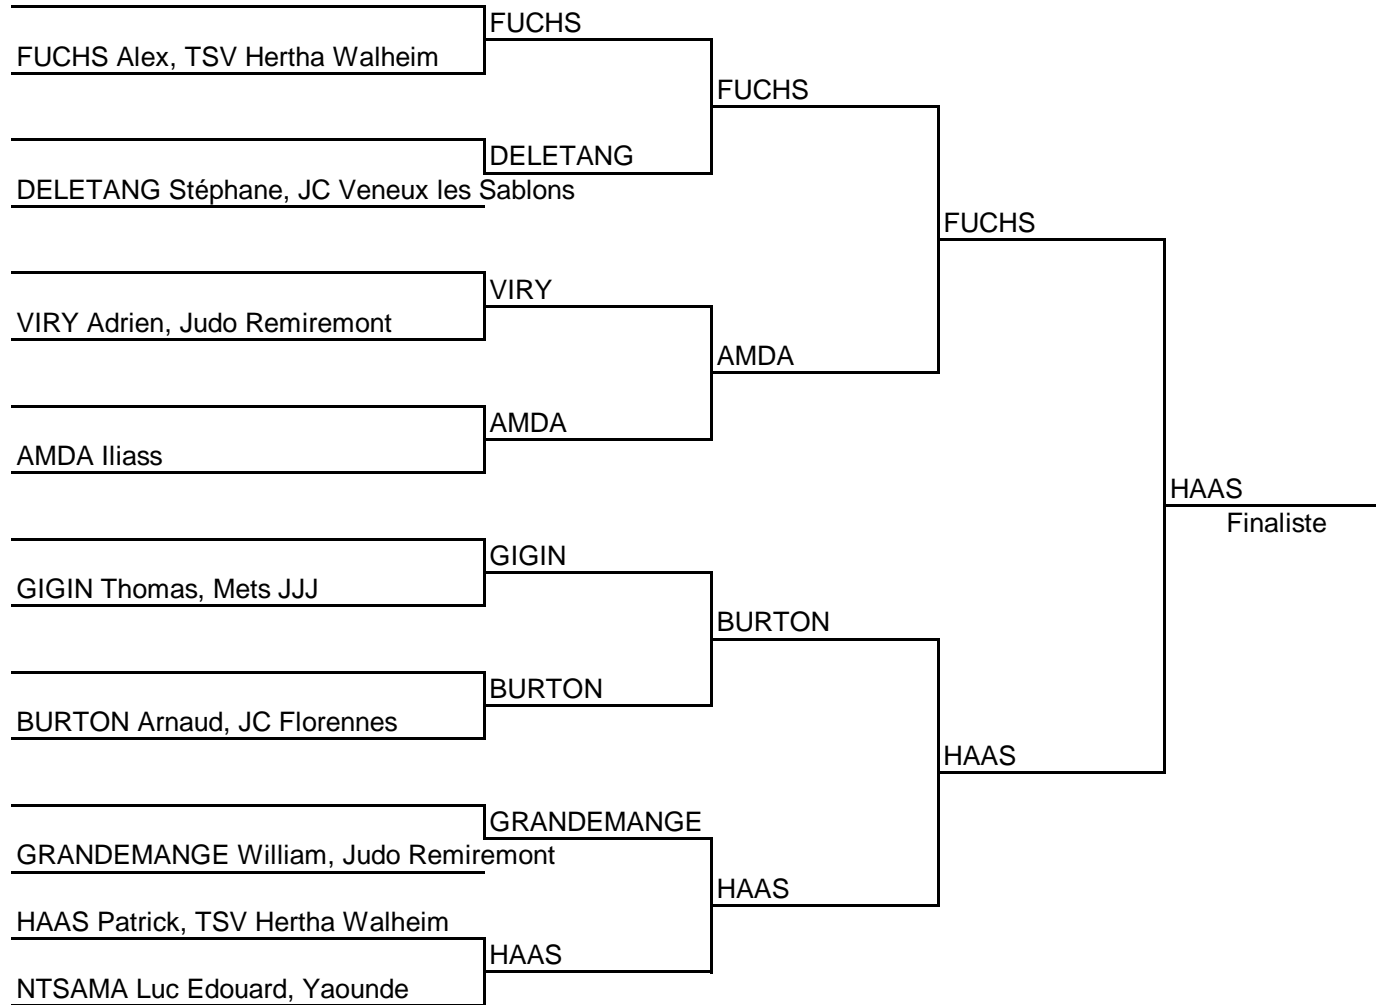 FUCHS
FUCHS Alex, TSV Hertha Walheim
FUCHS
DELETANG
DELETANG Stéphane, JC Veneux les Sablons
FUCHS
VIRY
VIRY Adrien, Judo Remiremont
AMDA
AMDA
AMDA Iliass
HAAS
Finaliste
GIGIN
GIGIN Thomas, Mets JJJ
BURTON
BURTON
BURTON Arnaud, JC Florennes
HAAS
GRANDEMANGE
GRANDEMANGE William, Judo Remiremont
HAAS
HAAS Patrick, TSV Hertha Walheim
HAAS
NTSAMA Luc Edouard, Yaounde